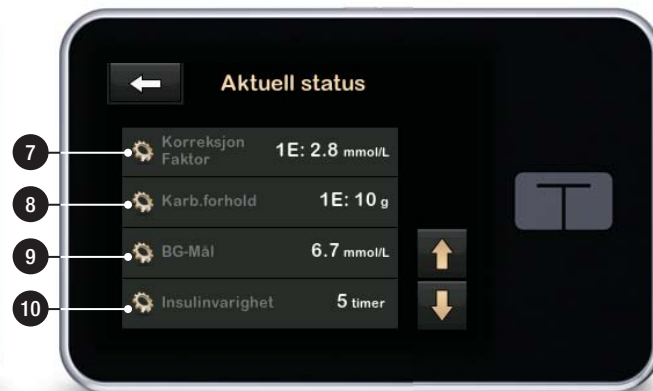 Aktuell status
7
Korreksjon
Faktor
1E: 2.8 mmol/L
8
Karb.forhold
1E: 10 g
9
BG-Mål
6.7 mmol/L
10
Insulinvarighet
5 timer